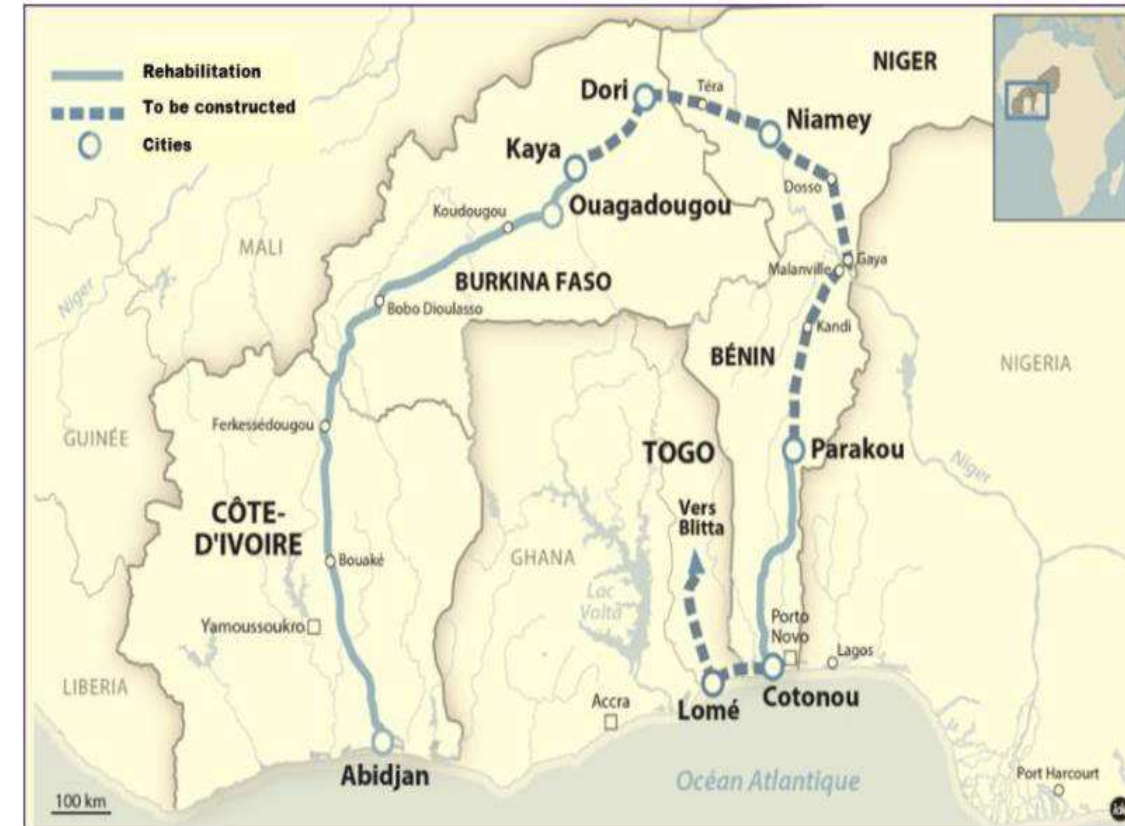 Rehabilitation
To be constructed
Cities
NIGER
Dori
Téra
Niamey
Kaya
Dosso
Ouagadougou
Koudougou
MALI
Gaya
Malanville
Niger
BURKINA FASO
Bobo Dioulasso
Kandi
BÉNIN
NIGERIA
Ferkessédougou
GUINÉE
TOGO
Parakou
Niger
CÔTE-
D'IVOIRE
Vers
Blitta
Bouaké
GHANA
Lac
Volta
Yamoussokro
Porto
Novo
Lagos
LIBERIA
Accra
Lomé
Cotonou
Abidjan
Océan Atlantique
Port Harcourt
100 km